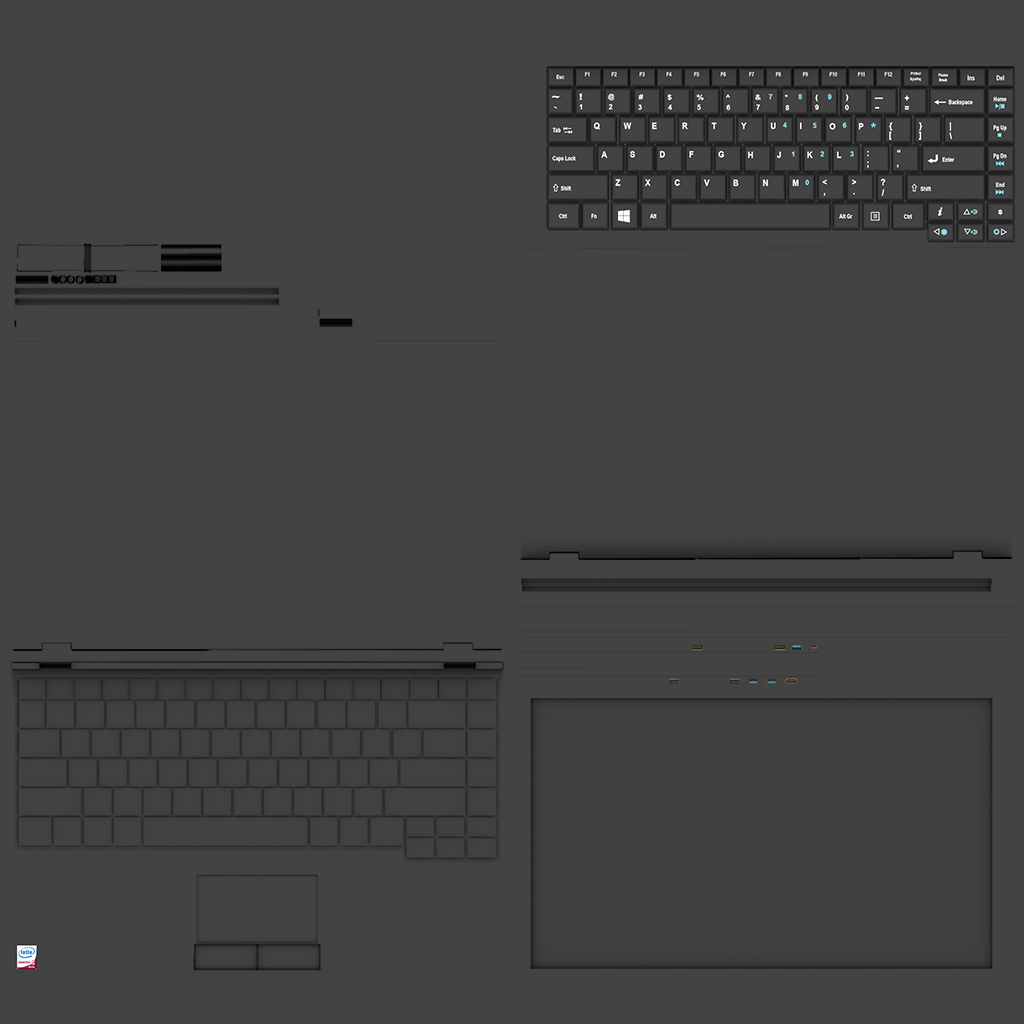 Esc F1 F2 F3 F4 F5 F6 F7 F8 F9 F10 F11 F12 PrtScr SysRq Pause Break Ins Del
~ ` ! 1 @ 2 # 3 $ 4 % 5 ^ 6 & 7 7 * 8 8 ( 9 9 ) 0 — - + = Backspace Home
Tab Q W E R T Y U 4 I 5 O 6 P * { [ } ] | \ Pg Up
Caps Lock A S D F G H J 1 K 2 L 3 : ; " ' Enter Pg Dn
Shift Z X C V B N M 0 < , > . ? / Shift End
Ctrl Fn Alt Alt Gr Ctrl i $